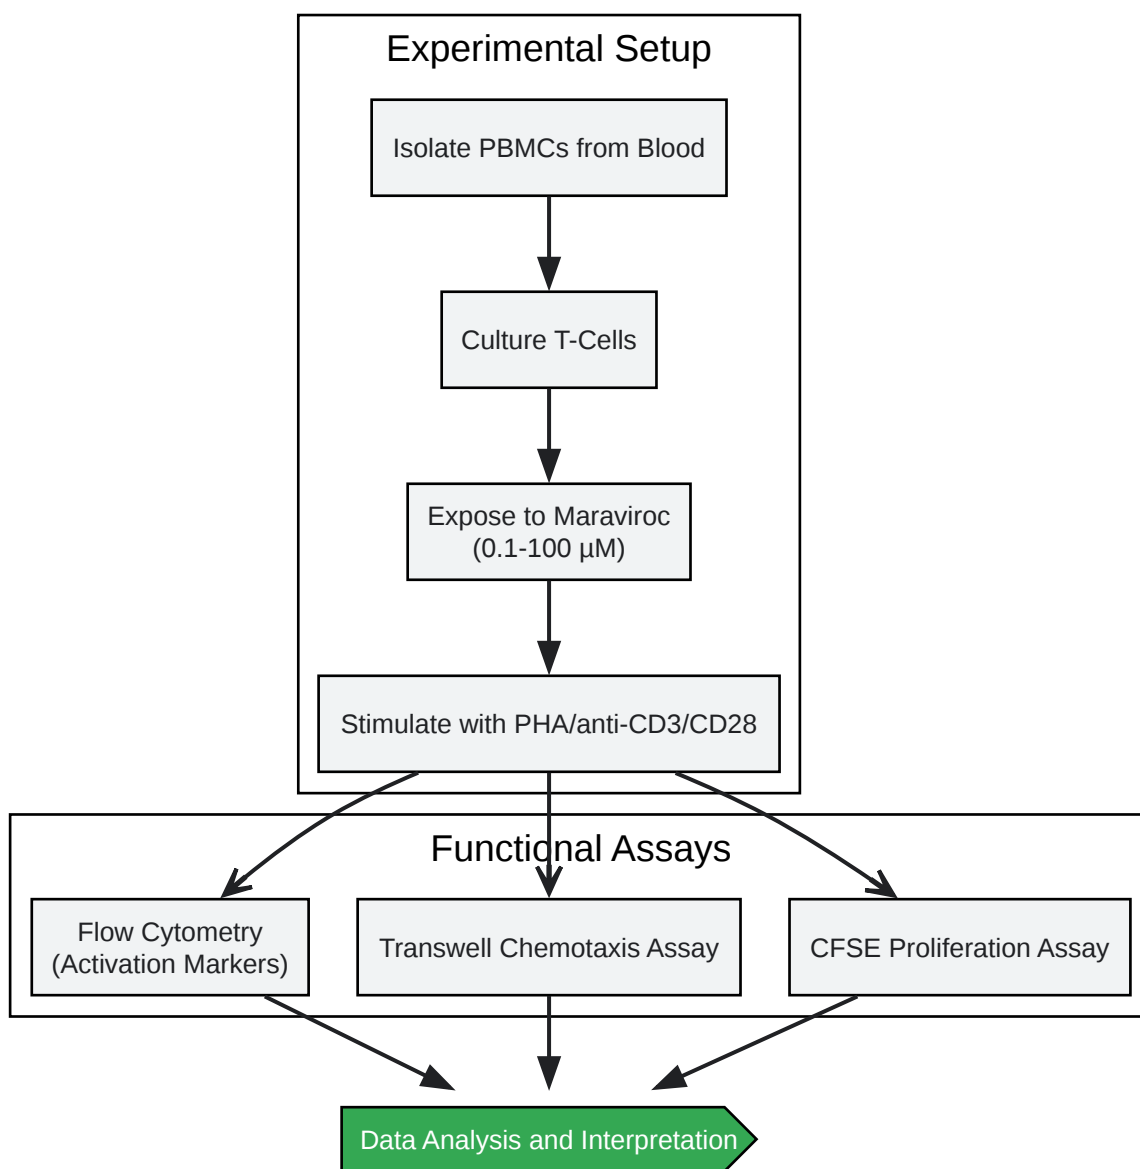 Experimental Setup
Isolate PBMCs from Blood
Culture T-Cells
Expose to Maraviroc
(0.1-100 µM)
Stimulate with PHA/anti-CD3/CD28
Functional Assays
Flow Cytometry
(Activation Markers)
Transwell Chemotaxis Assay
CFSE Proliferation Assay
Data Analysis and Interpretation